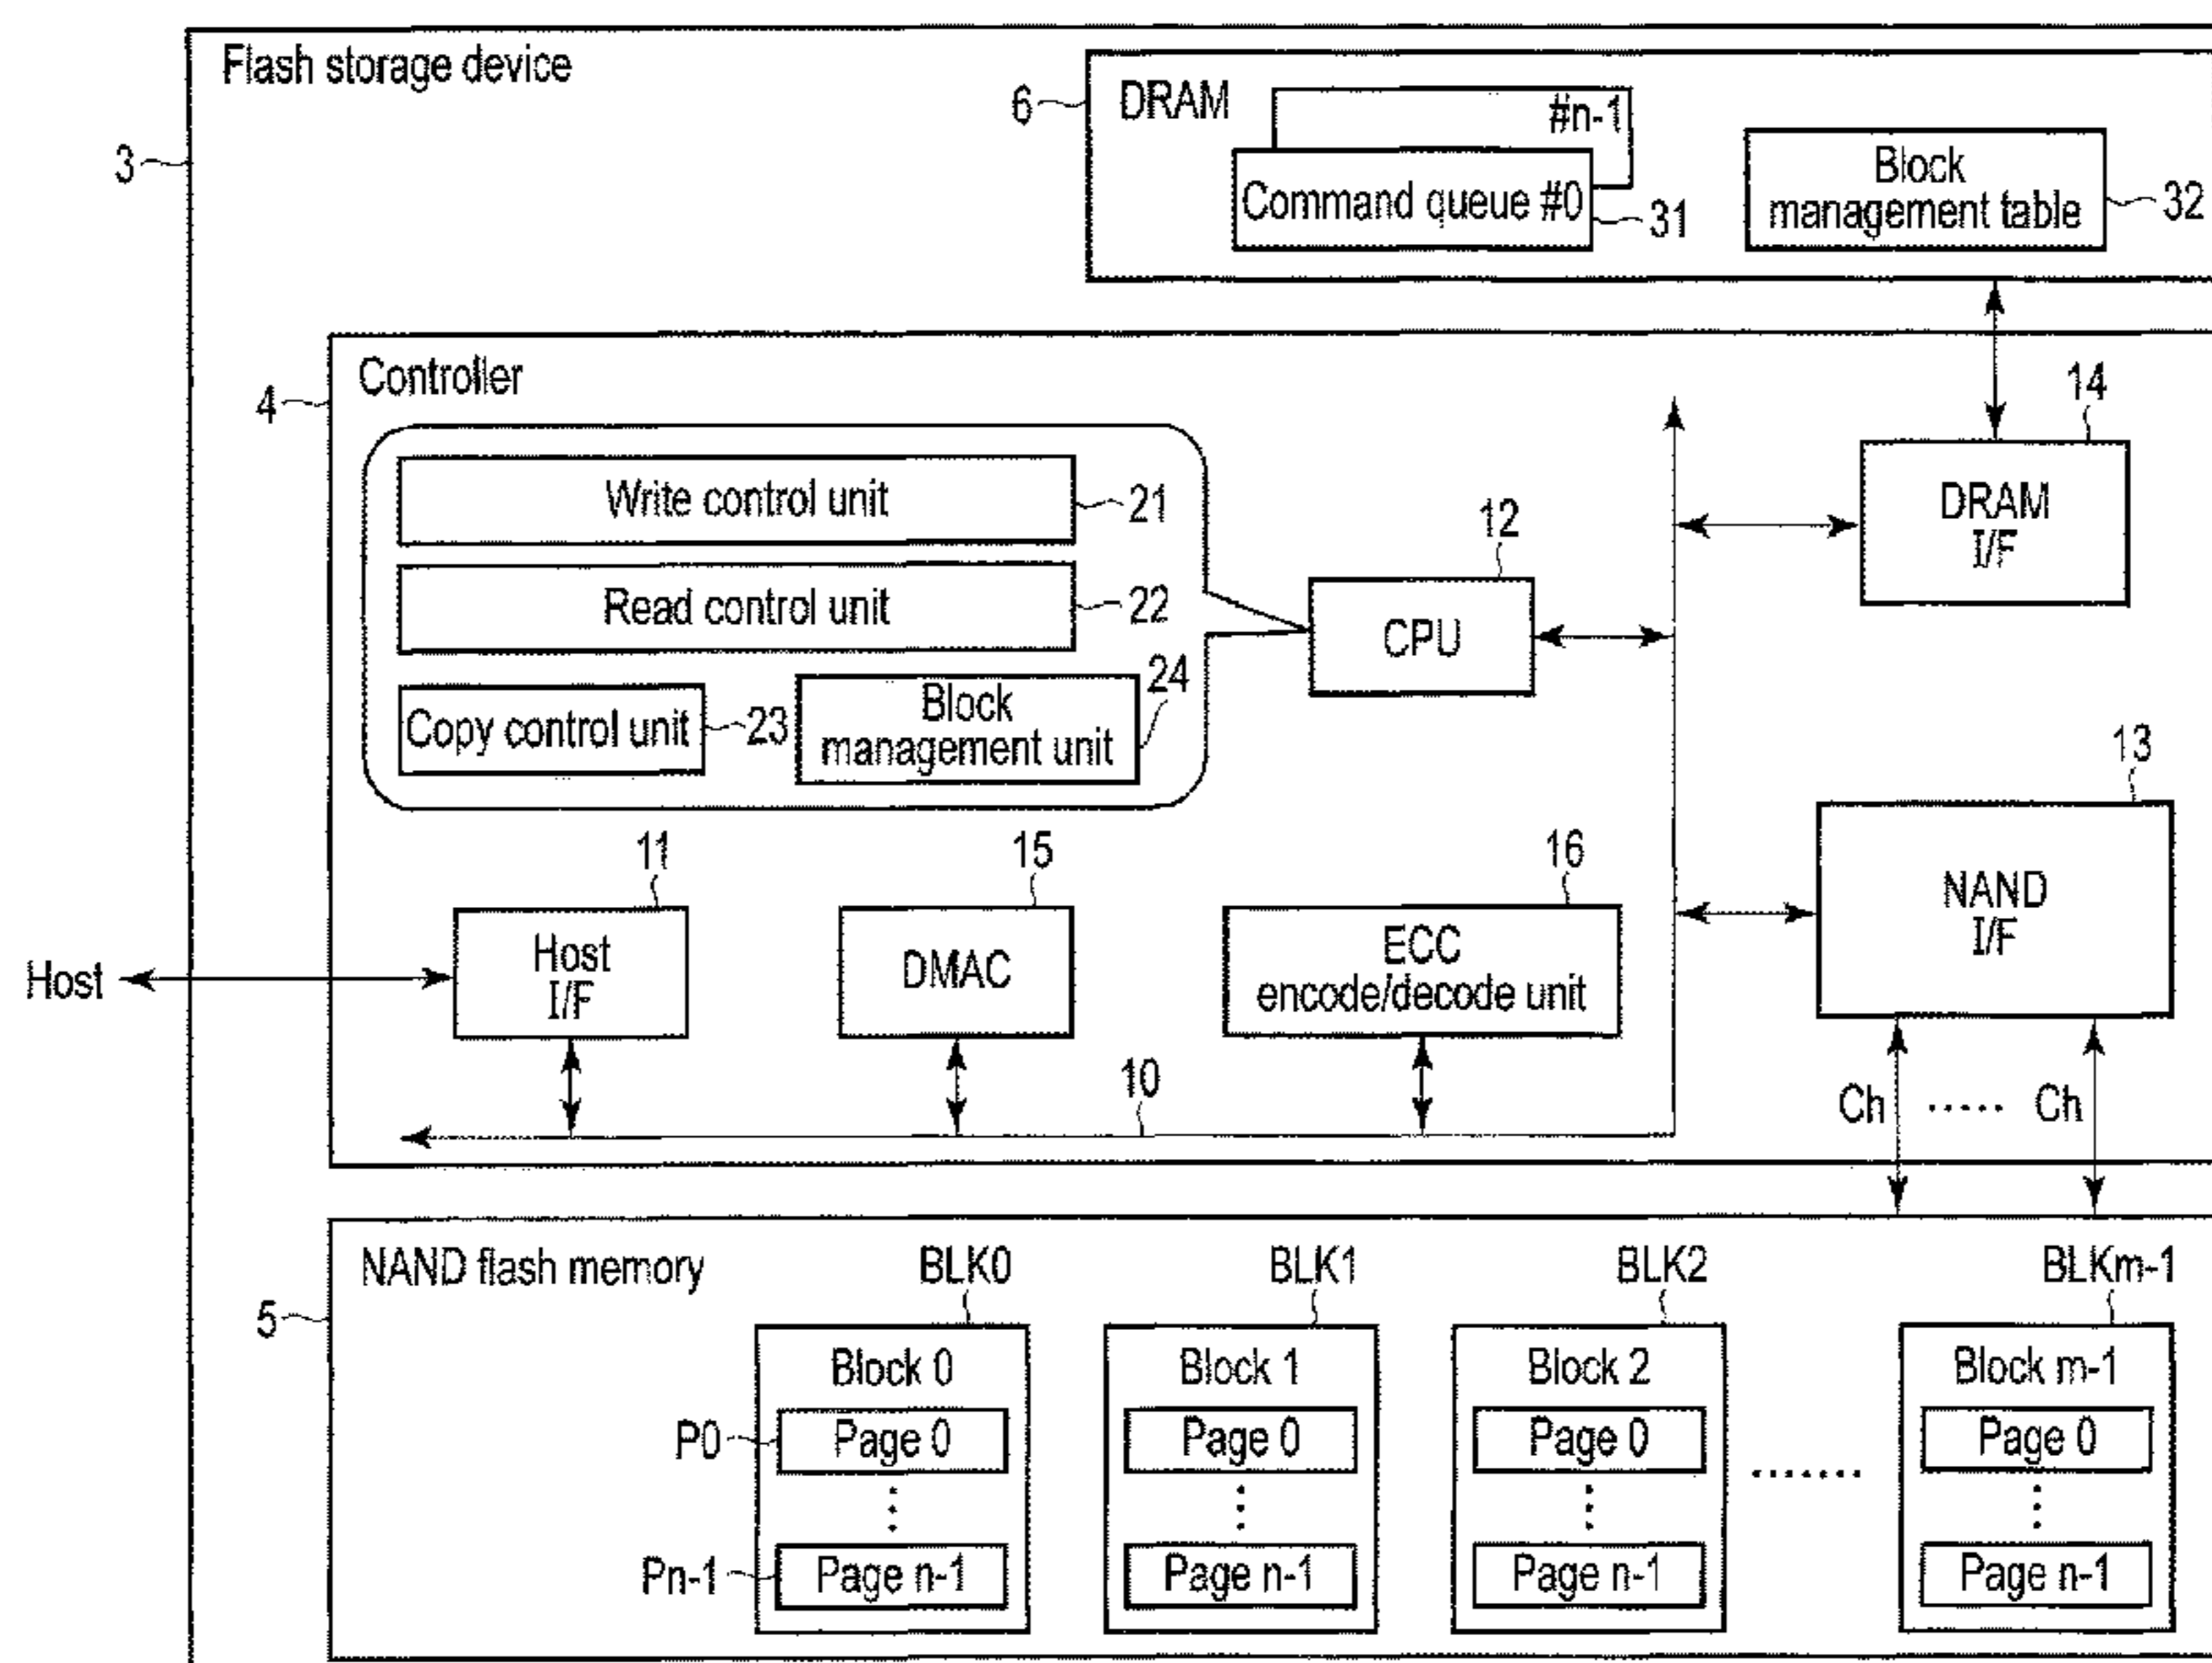 Flash storage device
3
6
DRAM
#n-1
Command queue #0
31
Block
management table
32
4
Controller
Write control unit
21
Read control unit
22
Copy control unit
23
Block
management unit
24
12
CPU
14
DRAM
I/F
13
NAND
I/F
11
Host
I/F
Host
15
DMAC
16
ECC
encode/decode unit
10
Ch ..... Ch
5
NAND flash memory
BLK0
BLK1
BLK2
BLKm-1
Block 0
Block 1
Block 2
Block m-1
P0
Page 0
Page 0
Page 0
.......
Page 0
Pn-1
Page n-1
Page n-1
Page n-1
Page n-1